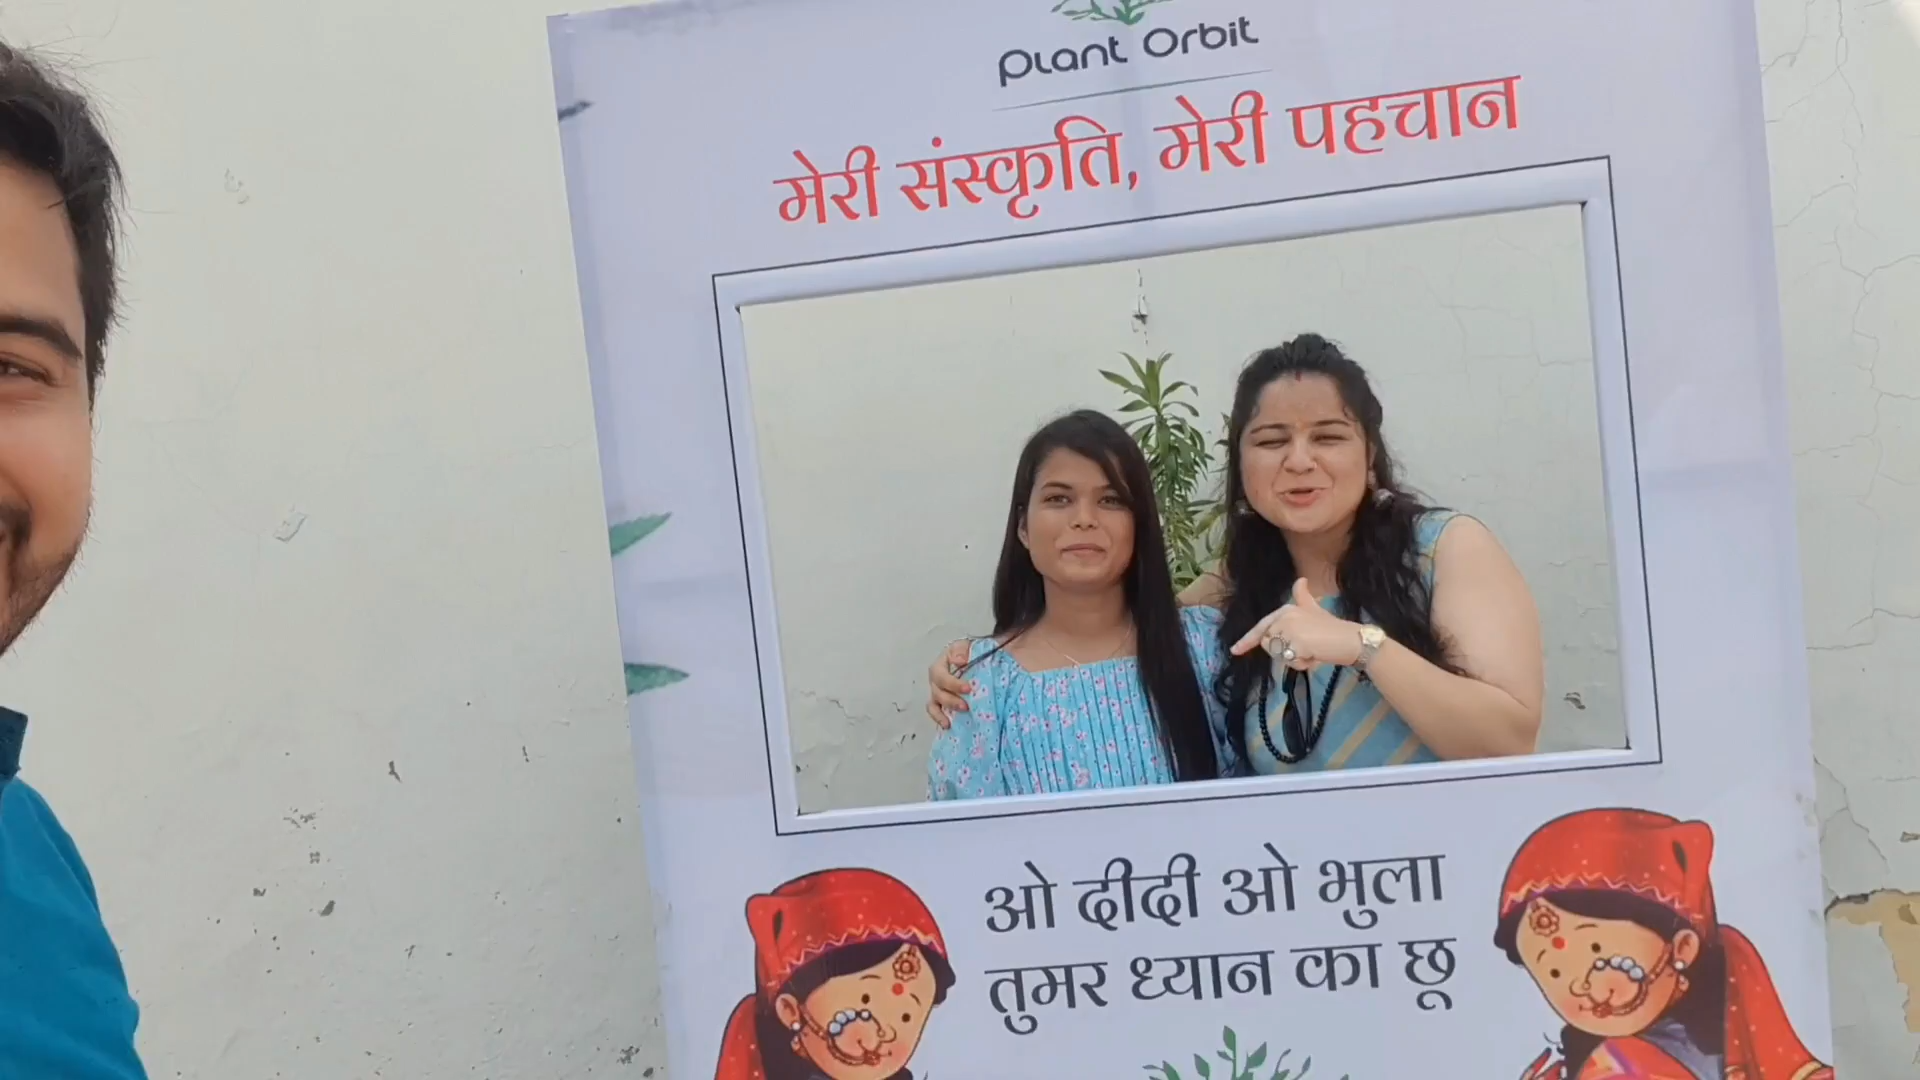 Plant Orbit
मेरी संस्कृति, मेरी पहचान
ओ दीदी ओ भुला
तुमर ध्यान का छू